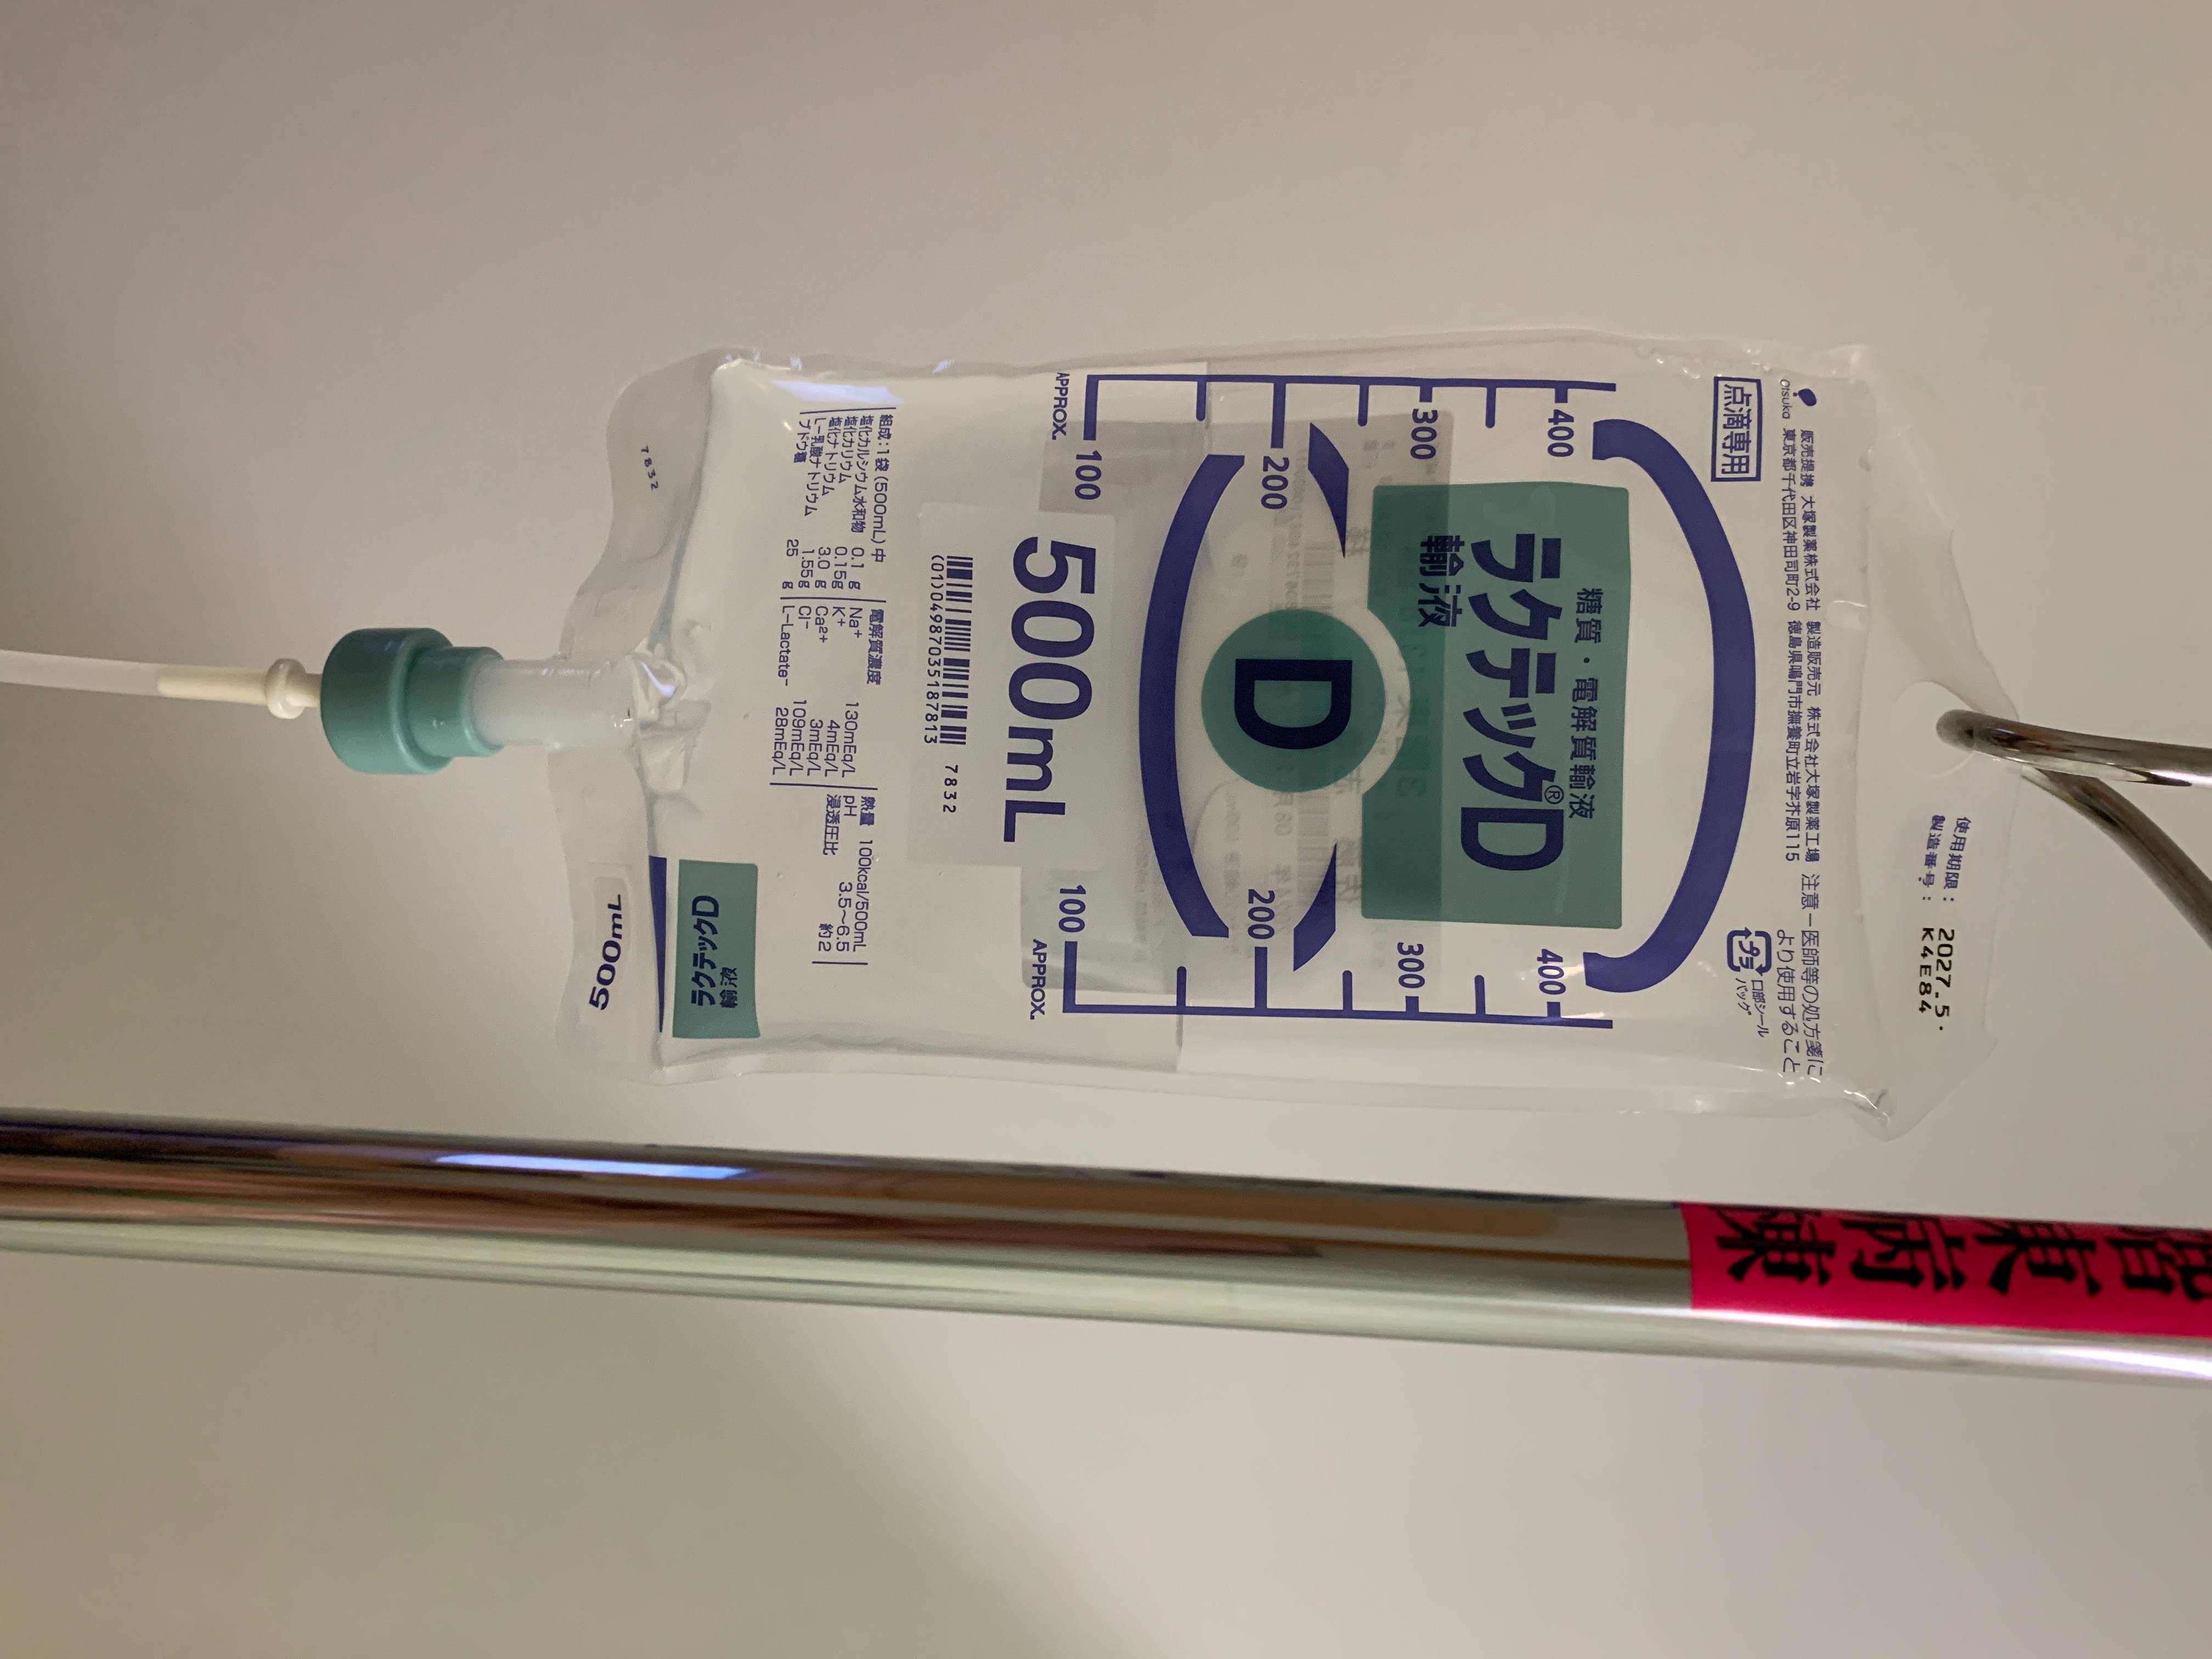 使用期限： 2027.5.
製造番号： K4E84
Otsuka
販売提携 大塚製薬株式会社 製造販売元 株式会社大塚製薬工場 注意－医師等の処方箋に
東京都千代田区神田司町2-9 徳島県鳴門市撫養町立岩字芥原115 より使用すること
点滴専用
プラ
口部シール
バッグ
糖質・電解質輸液
ラクテック®D
輸液
400 400
300 300
D
200 200
100 100
APPROX. APPROX.
500mL
(01)04987035187813
7832
組成：1袋(500mL)中
塩化カルシウム水和物 0.1 g
塩化カリウム 0.15g
塩化ナトリウム 3.0 g
L-乳酸ナトリウム 1.55g
ブドウ糖 25 g
電解質濃度
Na⁺ 130mEq/L
K⁺ 4mEq/L
Ca²⁺ 3mEq/L
Cl⁻ 109mEq/L
L-Lactate⁻ 28mEq/L
熱量 100kcal/500mL
pH 3.5～6.5
浸透圧比 約2
ラクテックD
輸液
7832
500mL
東
病
棟